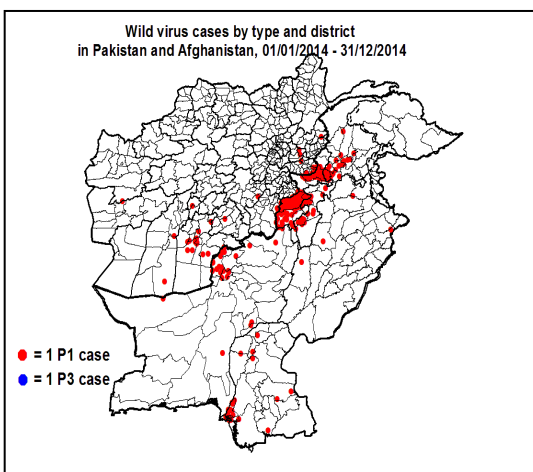 Wild virus cases by type and district
in Pakistan and Afghanistan, 01/01/2014 - 31/12/2014
= 1 P1 case
= 1 P3 case